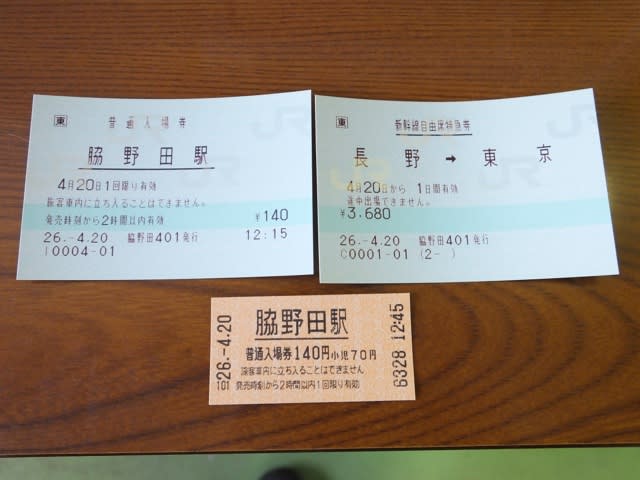 東
普通入場券
脇野田駅
4月20日1回限り有効
旅客車内に立ち入ることはできません。
発売時刻から2時間以内有効
¥140
26.-4.20 脇野田401発行 12:15
10004-01
東
新幹線自由席特急券
長野 → 東京
4月20日から 1日間有効
途中出場できません。
¥3,680
26.-4.20 脇野田401発行
C0001-01 (2- )
26.-4.20
101
脇野田駅
普通入場券140円小児70円
旅客車内に立ち入ることはできません
発売時刻から2時間以内1回限り有効
6328 12:45